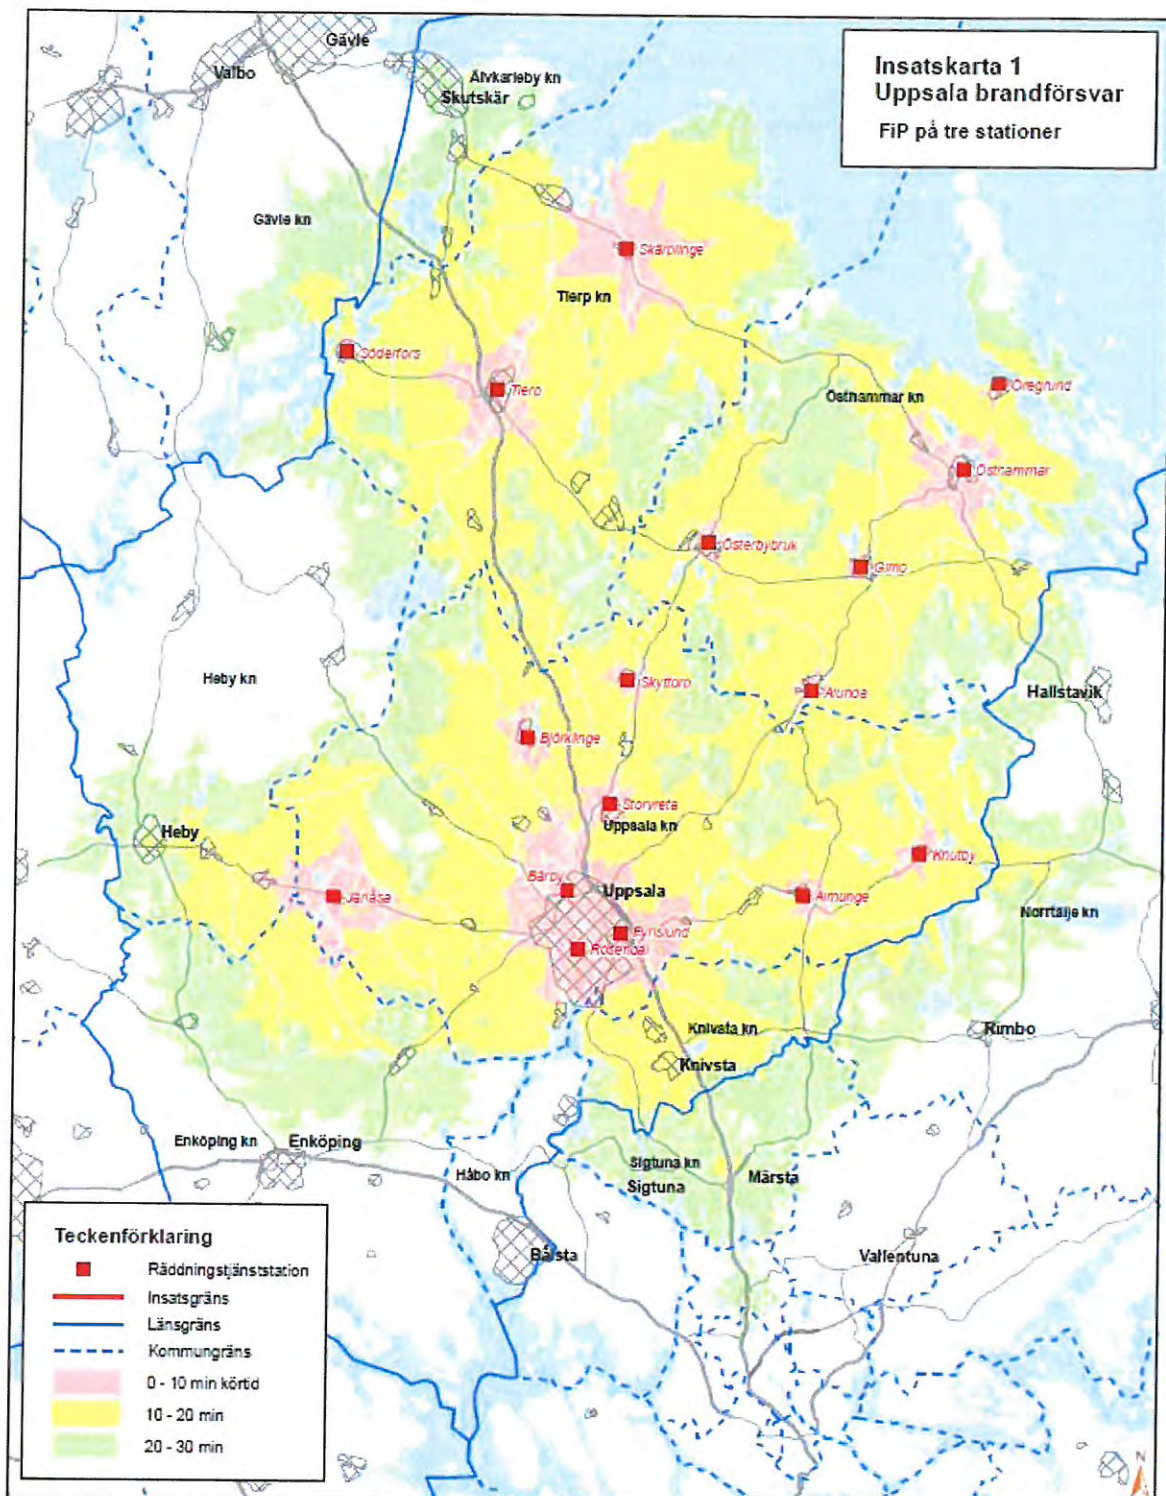 Insatskarta 1
Uppsala brandförsvar
FiP på tre stationer
Gävle
Valbo
Älvkarleby kn
Skutskär
Gävle kn
Skärplinge
Tierp kn
Söderfors
Tierp
Östhammar kn
Öregrund
Östhammar
Österbybruk
Gimo
Heby kn
Skyttorp
Alunda
Hallstavik
Björklinge
Storvreta
Uppsala kn
Heby
Knutby
Bärby
Uppsala
Järlåsa
Almunge
Norrtälje kn
Fyrislund
Rosendal
Knivsta kn
Rimbo
Knivsta
Enköping kn
Enköping
Håbo kn
Sigtuna kn
Sigtuna
Märsta
Bålsta
Vallentuna
Teckenförklaring
Räddningstjänststation
Insatsgräns
Länsgräns
Kommungräns
0 - 10 min körtid
10 - 20 min
20 - 30 min
N